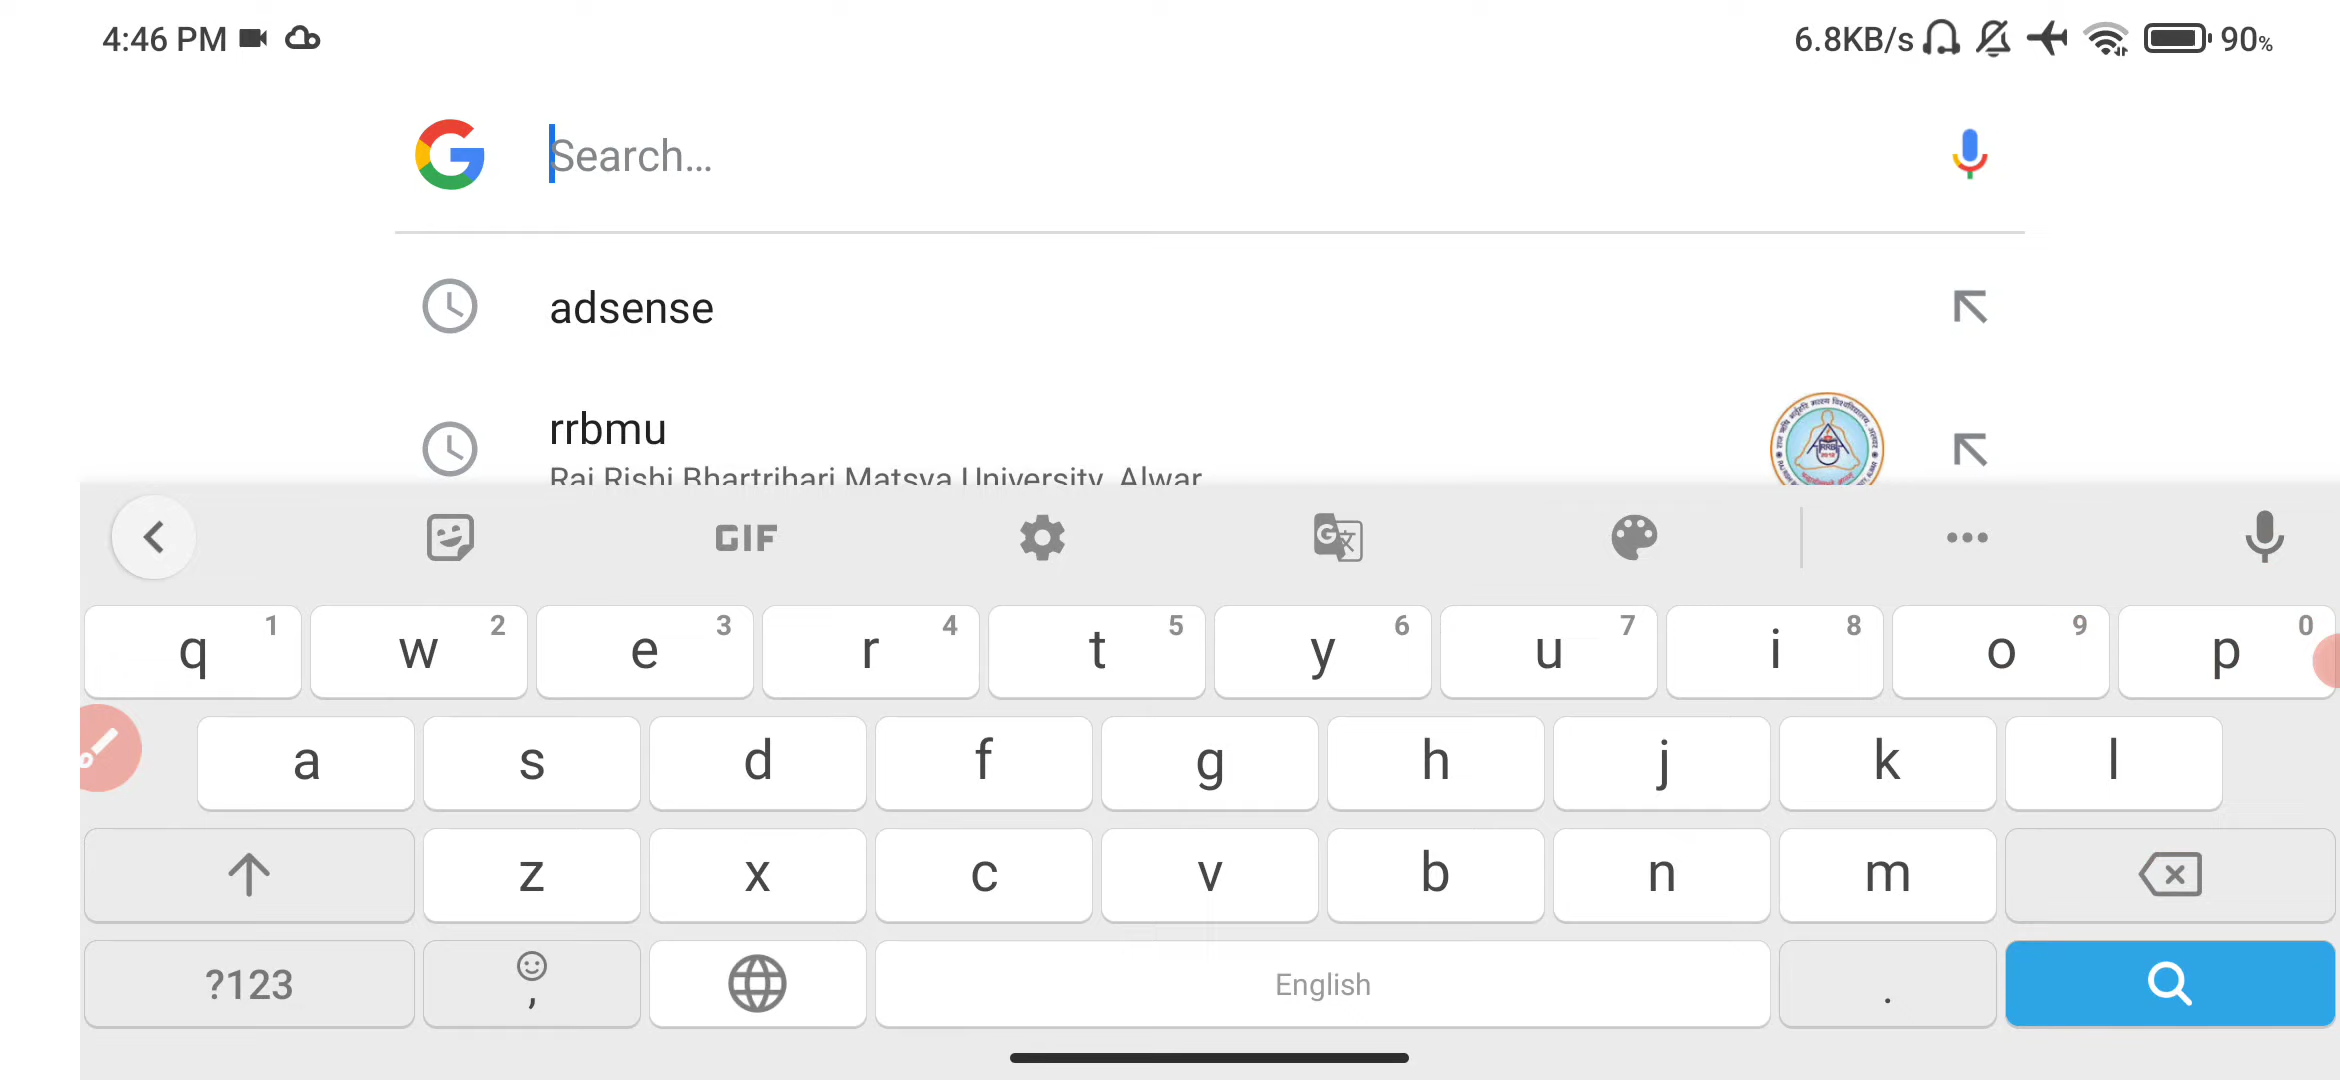 4:46 PM 6.8KB/s 90%
Search...
adsense
rrbmu
Raj Rishi Bhartrihari Matsya University, Alwar
GIF
q 1 w 2 e 3 r 4 t 5 y 6 u 7 i 8 o 9 p 0
a s d f g h j k l
z x c v b n m
?123 , English .